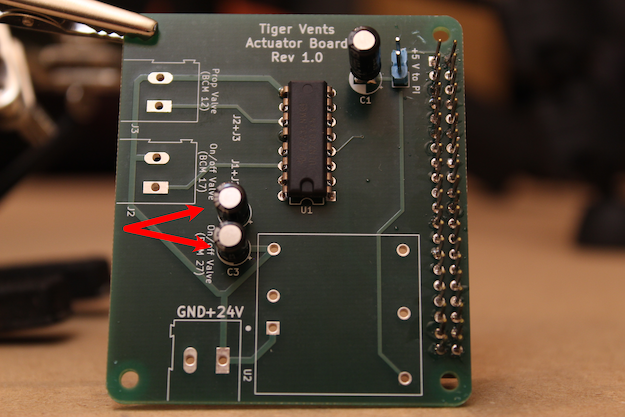 Tiger Vents
Actuator Board
Rev 1.0
+5 V to PI
C1
Prop Valve
(BCM 12)
J3
J2+J3
On/off Valve
(BCM 17)
J2
J1+J
U1
On/off Valve
(BCM 27)
C3
GND+24V
U2